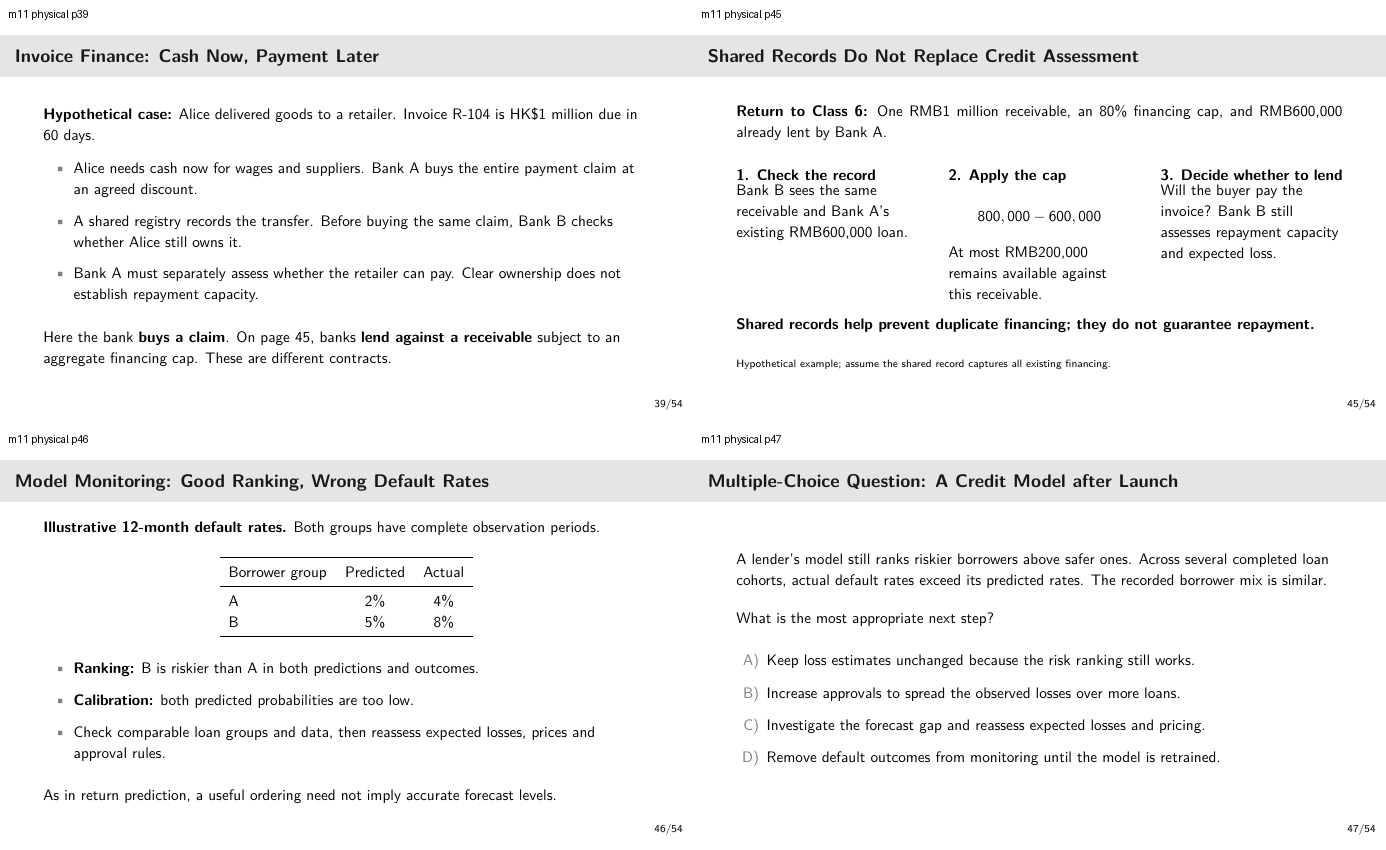 m11 physical p39
Invoice Finance: Cash Now, Payment Later
Hypothetical case: Alice delivered goods to a retailer. Invoice R-104 is HK$1 million due in
60 days.
Alice needs cash now for wages and suppliers. Bank A buys the entire payment claim at
an agreed discount.
A shared registry records the transfer. Before buying the same claim, Bank B checks
whether Alice still owns it.
Bank A must separately assess whether the retailer can pay. Clear ownership does not
establish repayment capacity.
Here the bank buys a claim. On page 45, banks lend against a receivable subject to an
aggregate financing cap. These are different contracts.
39/54
m11 physical p45
Shared Records Do Not Replace Credit Assessment
Return to Class 6: One RMB1 million receivable, an 80% financing cap, and RMB600,000
already lent by Bank A.
1. Check the record
Bank B sees the same
receivable and Bank A's
existing RMB600,000 loan.
2. Apply the cap
800,000 − 600,000
At most RMB200,000
remains available against
this receivable.
3. Decide whether to lend
Will the buyer pay the
invoice? Bank B still
assesses repayment capacity
and expected loss.
Shared records help prevent duplicate financing; they do not guarantee repayment.
Hypothetical example; assume the shared record captures all existing financing.
45/54
m11 physical p46
Model Monitoring: Good Ranking, Wrong Default Rates
Illustrative 12-month default rates. Both groups have complete observation periods.
Borrower group Predicted Actual
A 2% 4%
B 5% 8%
Ranking: B is riskier than A in both predictions and outcomes.
Calibration: both predicted probabilities are too low.
Check comparable loan groups and data, then reassess expected losses, prices and
approval rules.
As in return prediction, a useful ordering need not imply accurate forecast levels.
46/54
m11 physical p47
Multiple-Choice Question: A Credit Model after Launch
A lender's model still ranks riskier borrowers above safer ones. Across several completed loan
cohorts, actual default rates exceed its predicted rates. The recorded borrower mix is similar.
What is the most appropriate next step?
A) Keep loss estimates unchanged because the risk ranking still works.
B) Increase approvals to spread the observed losses over more loans.
C) Investigate the forecast gap and reassess expected losses and pricing.
D) Remove default outcomes from monitoring until the model is retrained.
47/54